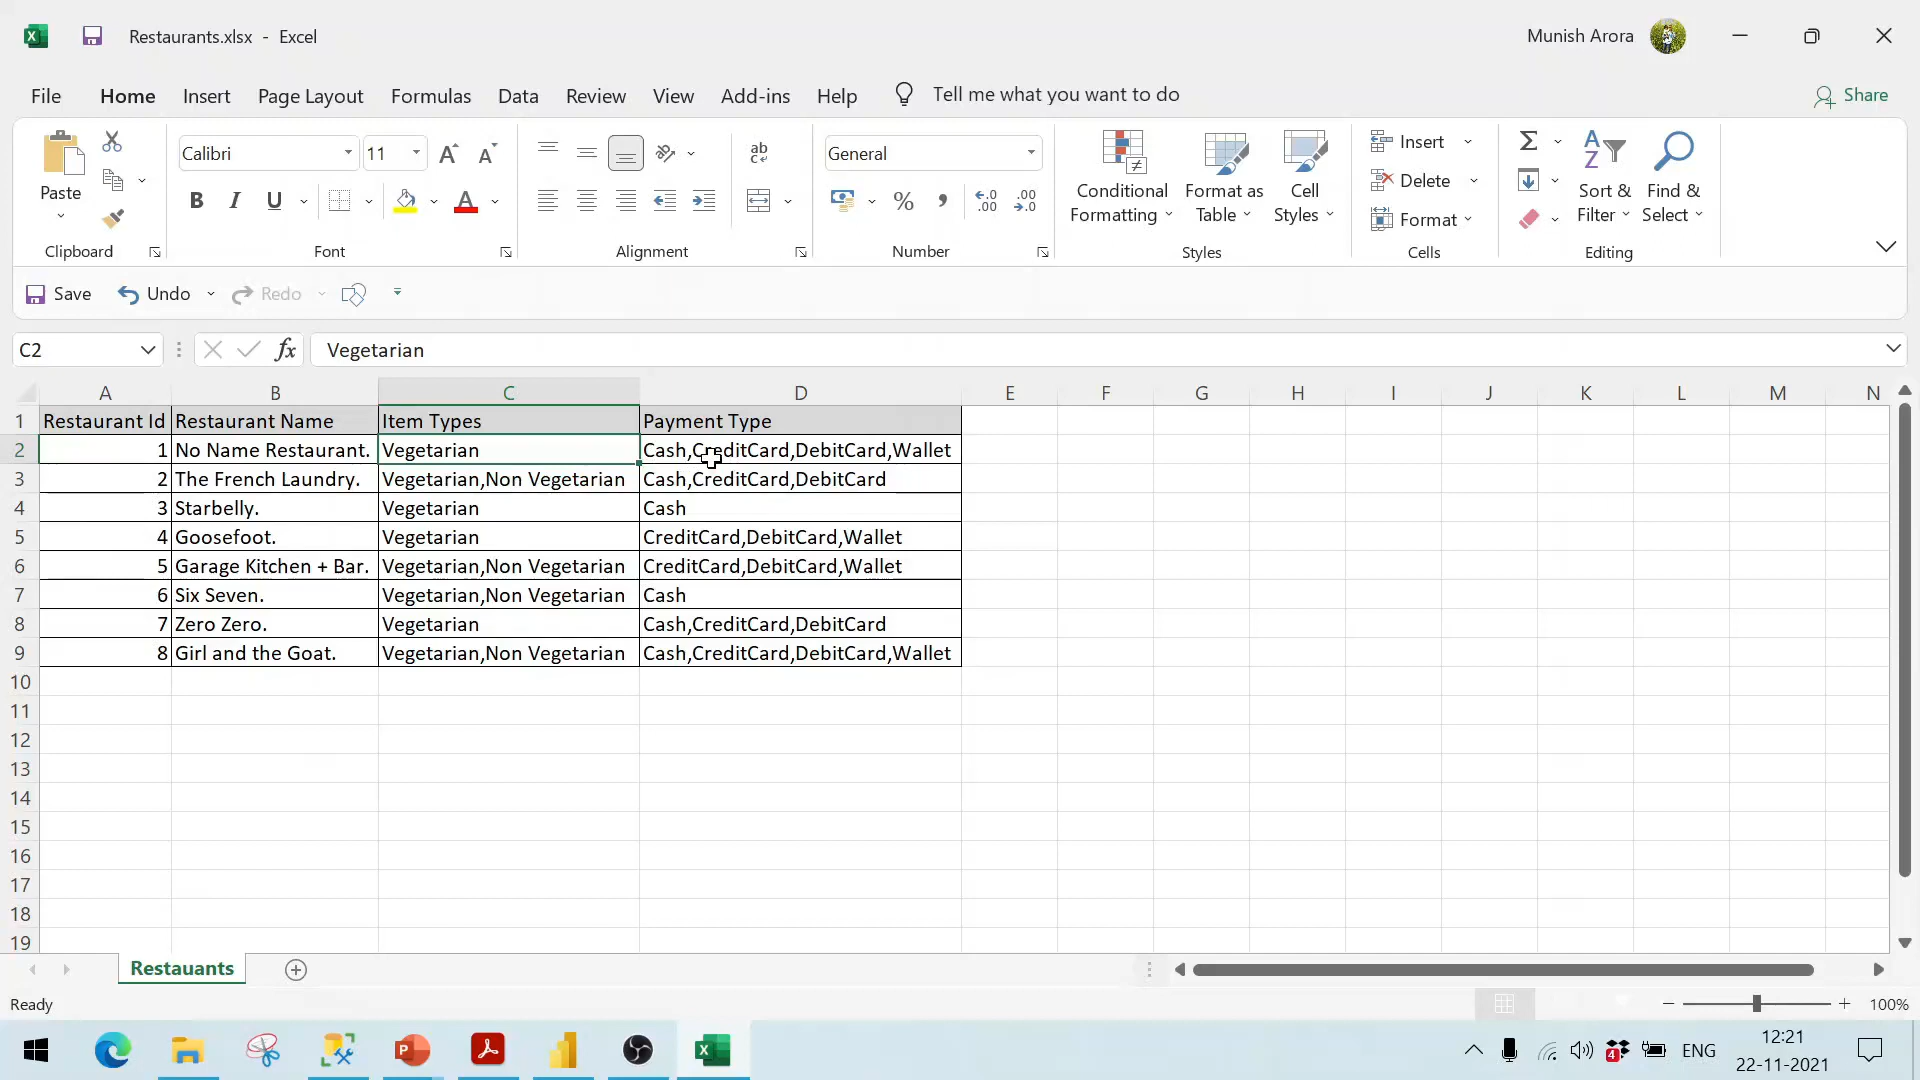 Restaurants.xlsx - Excel
Munish Arora
File Home Insert Page Layout Formulas Data Review View Add-ins Help Tell me what you want to do Share
Paste
Clipboard
Calibri 11
B I U A
Font
ab
Alignment
General
% , .00 .00
Number
Conditional Formatting
Format as Table
Cell Styles
Styles
Insert
Delete
Format
Cells
Sort & Filter
Find & Select
Editing
Save Undo Redo
C2 fx Vegetarian
A B C D E F G H I J K L M N
1 Restaurant Id Restaurant Name Item Types Payment Type
2 1 No Name Restaurant. Vegetarian Cash,CreditCard,DebitCard,Wallet
3 2 The French Laundry. Vegetarian,Non Vegetarian Cash,CreditCard,DebitCard
4 3 Starbelly. Vegetarian Cash
5 4 Goosefoot. Vegetarian CreditCard,DebitCard,Wallet
6 5 Garage Kitchen + Bar. Vegetarian,Non Vegetarian CreditCard,DebitCard,Wallet
7 6 Six Seven. Vegetarian,Non Vegetarian Cash
8 7 Zero Zero. Vegetarian Cash,CreditCard,DebitCard
9 8 Girl and the Goat. Vegetarian,Non Vegetarian Cash,CreditCard,DebitCard,Wallet
10
11
12
13
14
15
16
17
18
19
Restauants
Ready
100%
4 ENG 12:21
22-11-2021